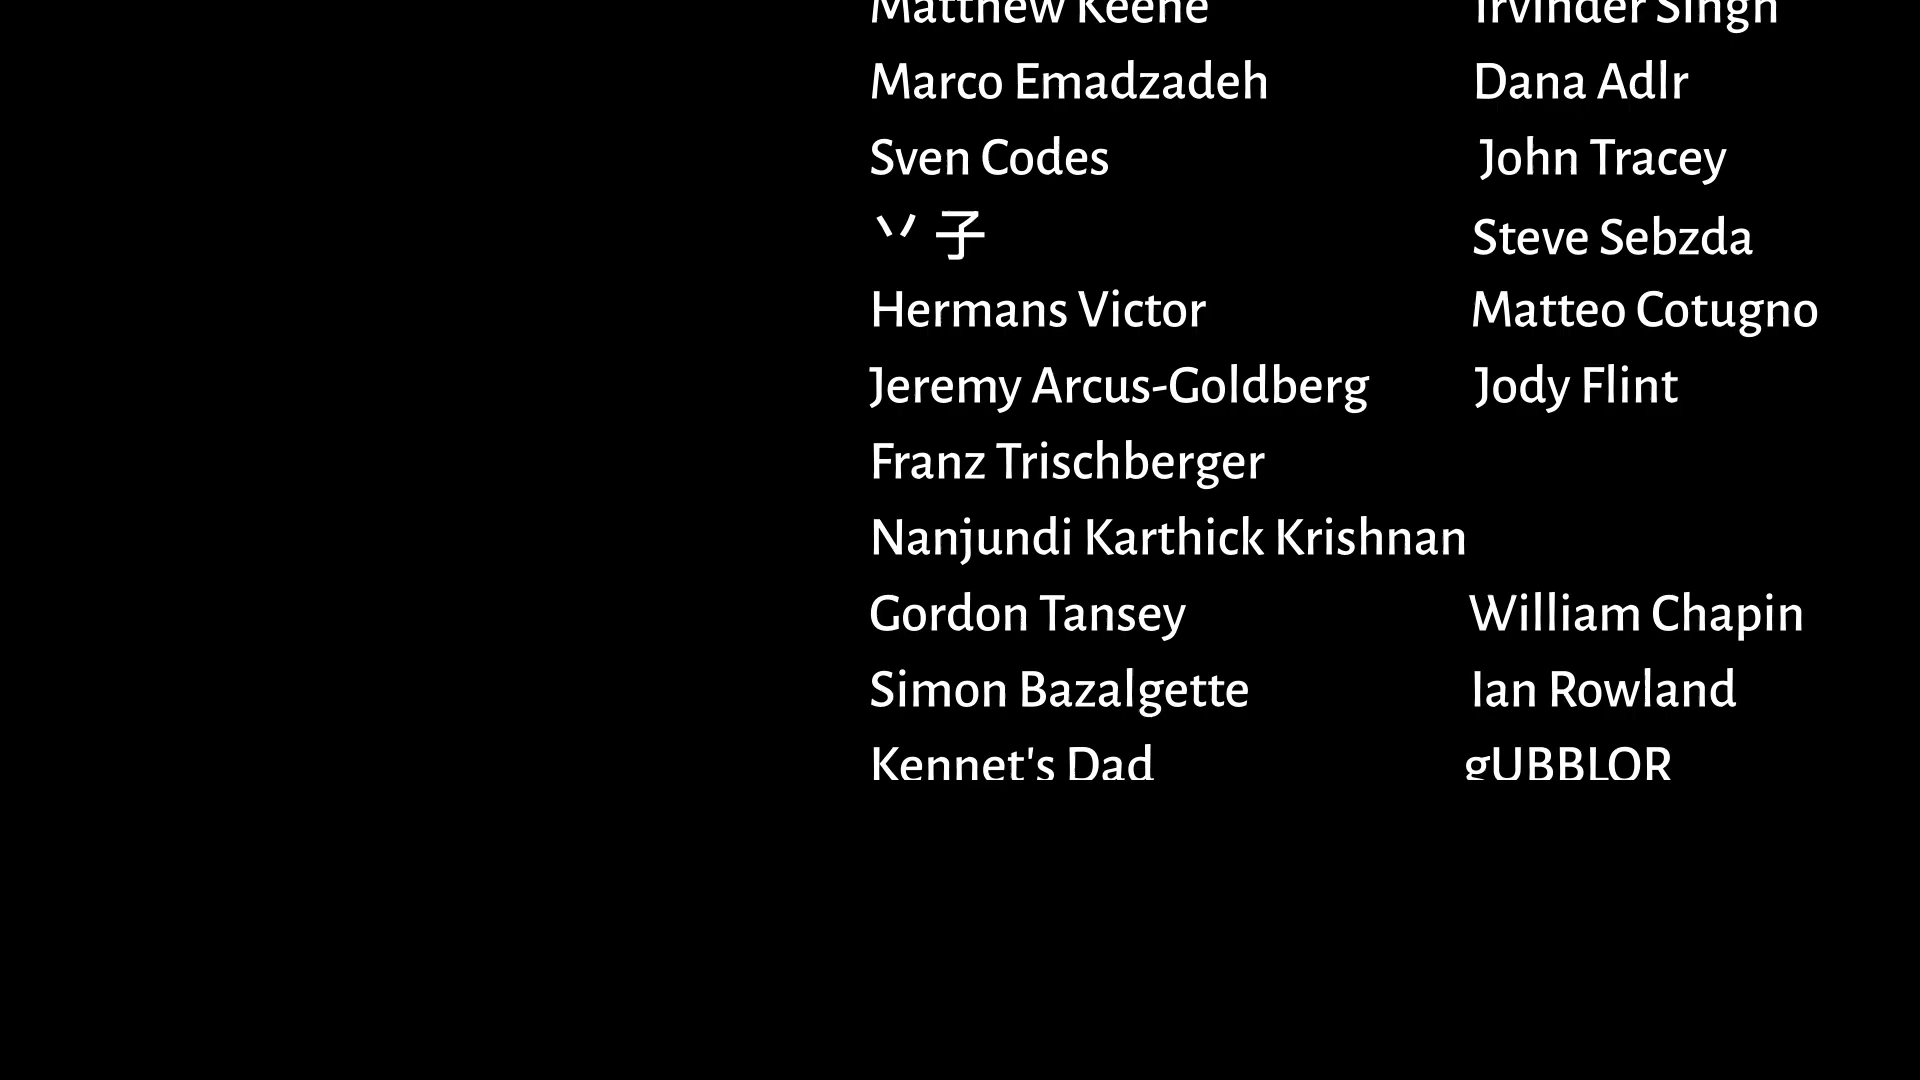 Matthew Keene Irvinder Singh
Marco Emadzadeh Dana Adlr
Sven Codes John Tracey
丷 子 Steve Sebzda
Hermans Victor Matteo Cotugno
Jeremy Arcus-Goldberg Jody Flint
Franz Trischberger
Nanjundi Karthick Krishnan
Gordon Tansey William Chapin
Simon Bazalgette Ian Rowland
Kennet's Dad gUBBLOR